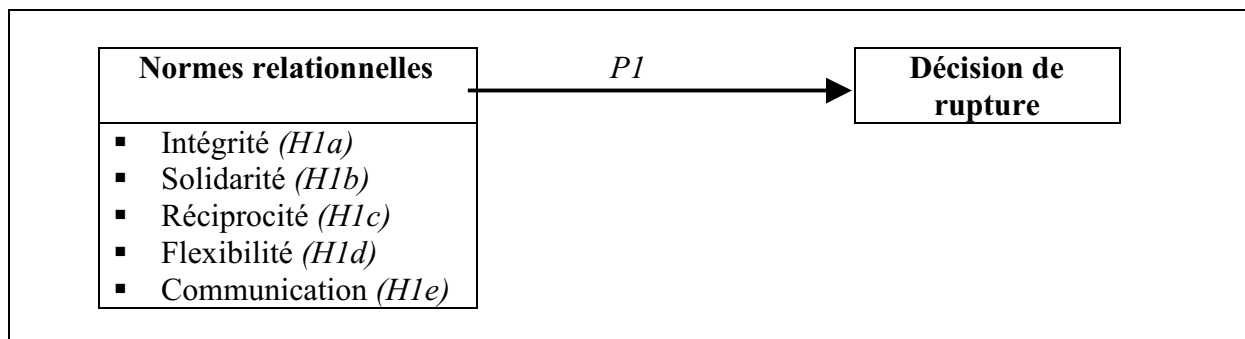 Normes relationnelles
▪ Intégrité (H1a)
▪ Solidarité (H1b)
▪ Réciprocité (H1c)
▪ Flexibilité (H1d)
▪ Communication (H1e)
P1
Décision de
rupture